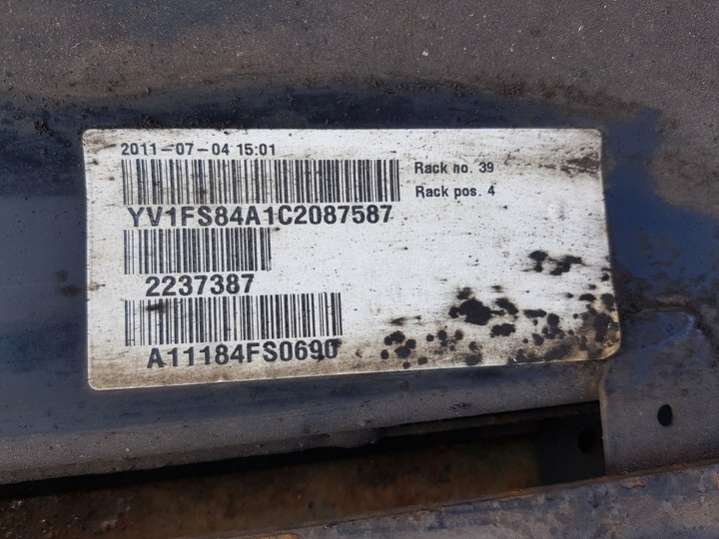 2011-07-04 15:01
Rack no. 39
Rack pos. 4
YV1FS84A1C2087587
2237387
A11184FS0690